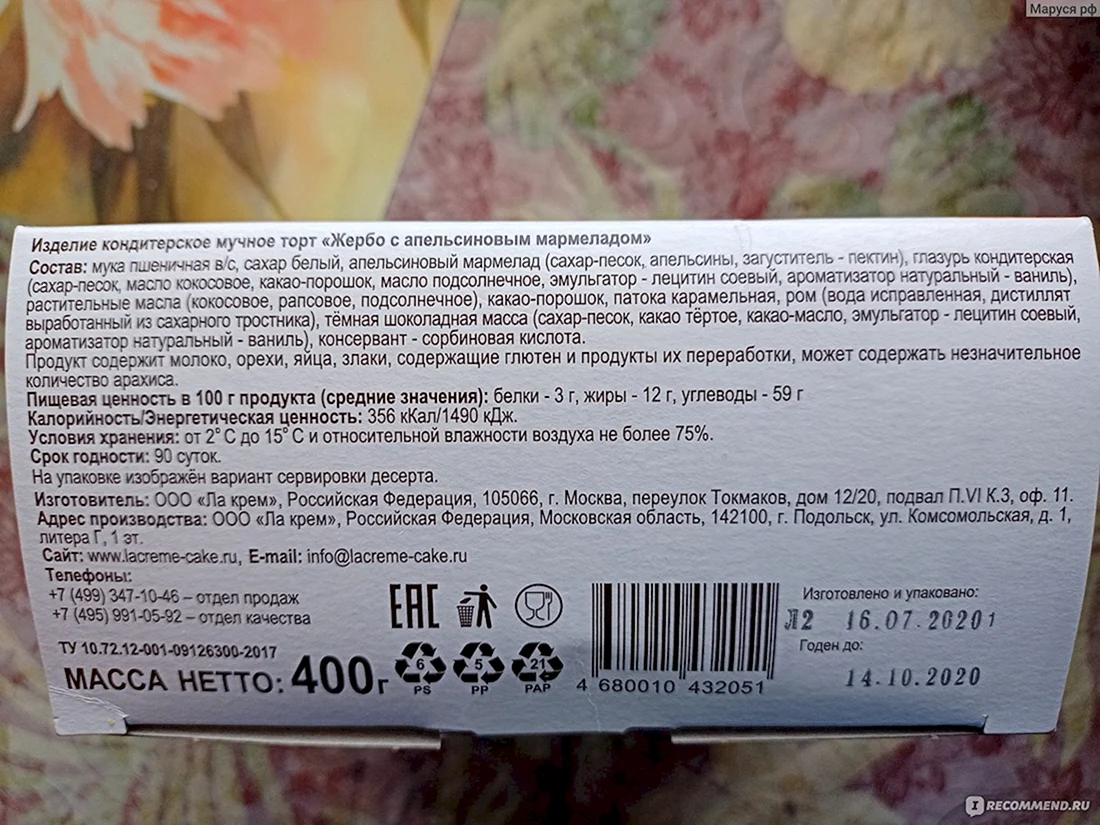 Маруся рф
Изделие кондитерское мучное торт «Жербо с апельсиновым мармеладом»
Состав: мука пшеничная в/с, сахар белый, апельсиновый мармелад (сахар-песок, апельсины, загуститель - пектин), глазурь кондитерская
(сахар-песок, масло кокосовое, какао-порошок, масло подсолнечное, эмульгатор - лецитин соевый, ароматизатор натуральный - ваниль),
растительные масла (кокосовое, рапсовое, подсолнечное), какао-порошок, патока карамельная, ром (вода исправленная, дистиллят
выработанный из сахарного тростника), тёмная шоколадная масса (сахар-песок, какао тёртое, какао-масло, эмульгатор - лецитин соевый,
ароматизатор натуральный - ваниль), консервант - сорбиновая кислота.
Продукт содержит молоко, орехи, яйца, злаки, содержащие глютен и продукты их переработки, может содержать незначительное
количество арахиса.
Пищевая ценность в 100 г продукта (средние значения): белки - 3 г, жиры - 12 г, углеводы - 59 г
Калорийность/Энергетическая ценность: 356 кКал/1490 кДж.
Условия хранения: от 2° С до 15° С и относительной влажности воздуха не более 75%.
Срок годности: 90 суток.
На упаковке изображён вариант сервировки десерта.
Изготовитель: ООО «Ла крем», Российская Федерация, 105066, г. Москва, переулок Токмаков, дом 12/20, подвал П.VI К.3, оф. 11.
Адрес производства: ООО «Ла крем», Российская Федерация, Московская область, 142100, г. Подольск, ул. Комсомольская, д. 1,
литера Г, 1 эт.
Сайт: www.lacreme-cake.ru, E-mail: info@lacreme-cake.ru
Телефоны:
+7 (499) 347-10-46 – отдел продаж
+7 (495) 991-05-92 – отдел качества
ТУ 10.72.12-001-09126300-2017
МАССА НЕТТО: 400г
EAC
6 PS
5 PP
21 PAP
4 680010 432051
Изготовлено и упаковано:
Л2 16.07.2020 1
Годен до:
14.10.2020
IRECOMMEND.RU